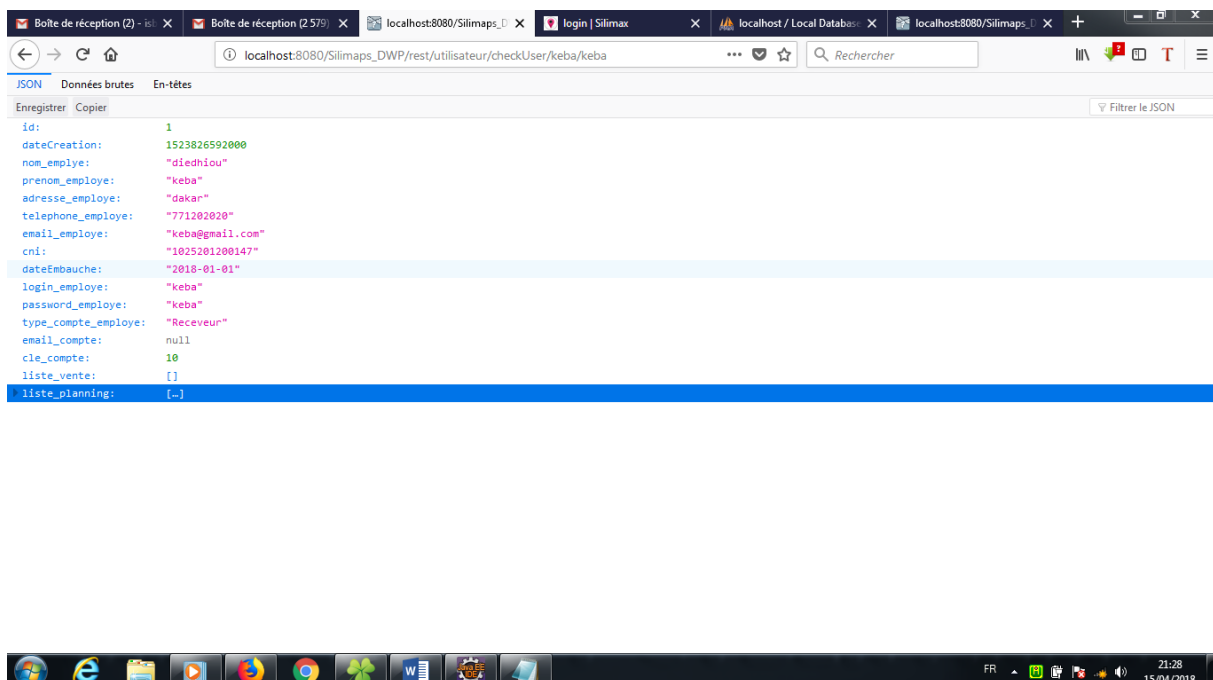 Boîte de réception (2) - isb
Boîte de réception (2 579)
localhost:8080/Silimaps_D
login | Silimax
localhost / Local Database
localhost:8080/Silimaps_D
localhost:8080/Silimaps_DWP/rest/utilisateur/checkUser/keba/keba
Rechercher
JSON Données brutes En-têtes
Enregistrer Copier Filtrer le JSON
id: 1
dateCreation: 1523826592000
nom_emplye: "diedhiou"
prenom_employe: "keba"
adresse_employe: "dakar"
telephone_employe: "771202020"
email_employe: "keba@gmail.com"
cni: "1025201200147"
dateEmbauche: "2018-01-01"
login_employe: "keba"
password_employe: "keba"
type_compte_employe: "Receveur"
email_compte: null
cle_compte: 10
liste_vente: []
liste_planning: […]
Java EE
IDE
FR
21:28
15/04/2018